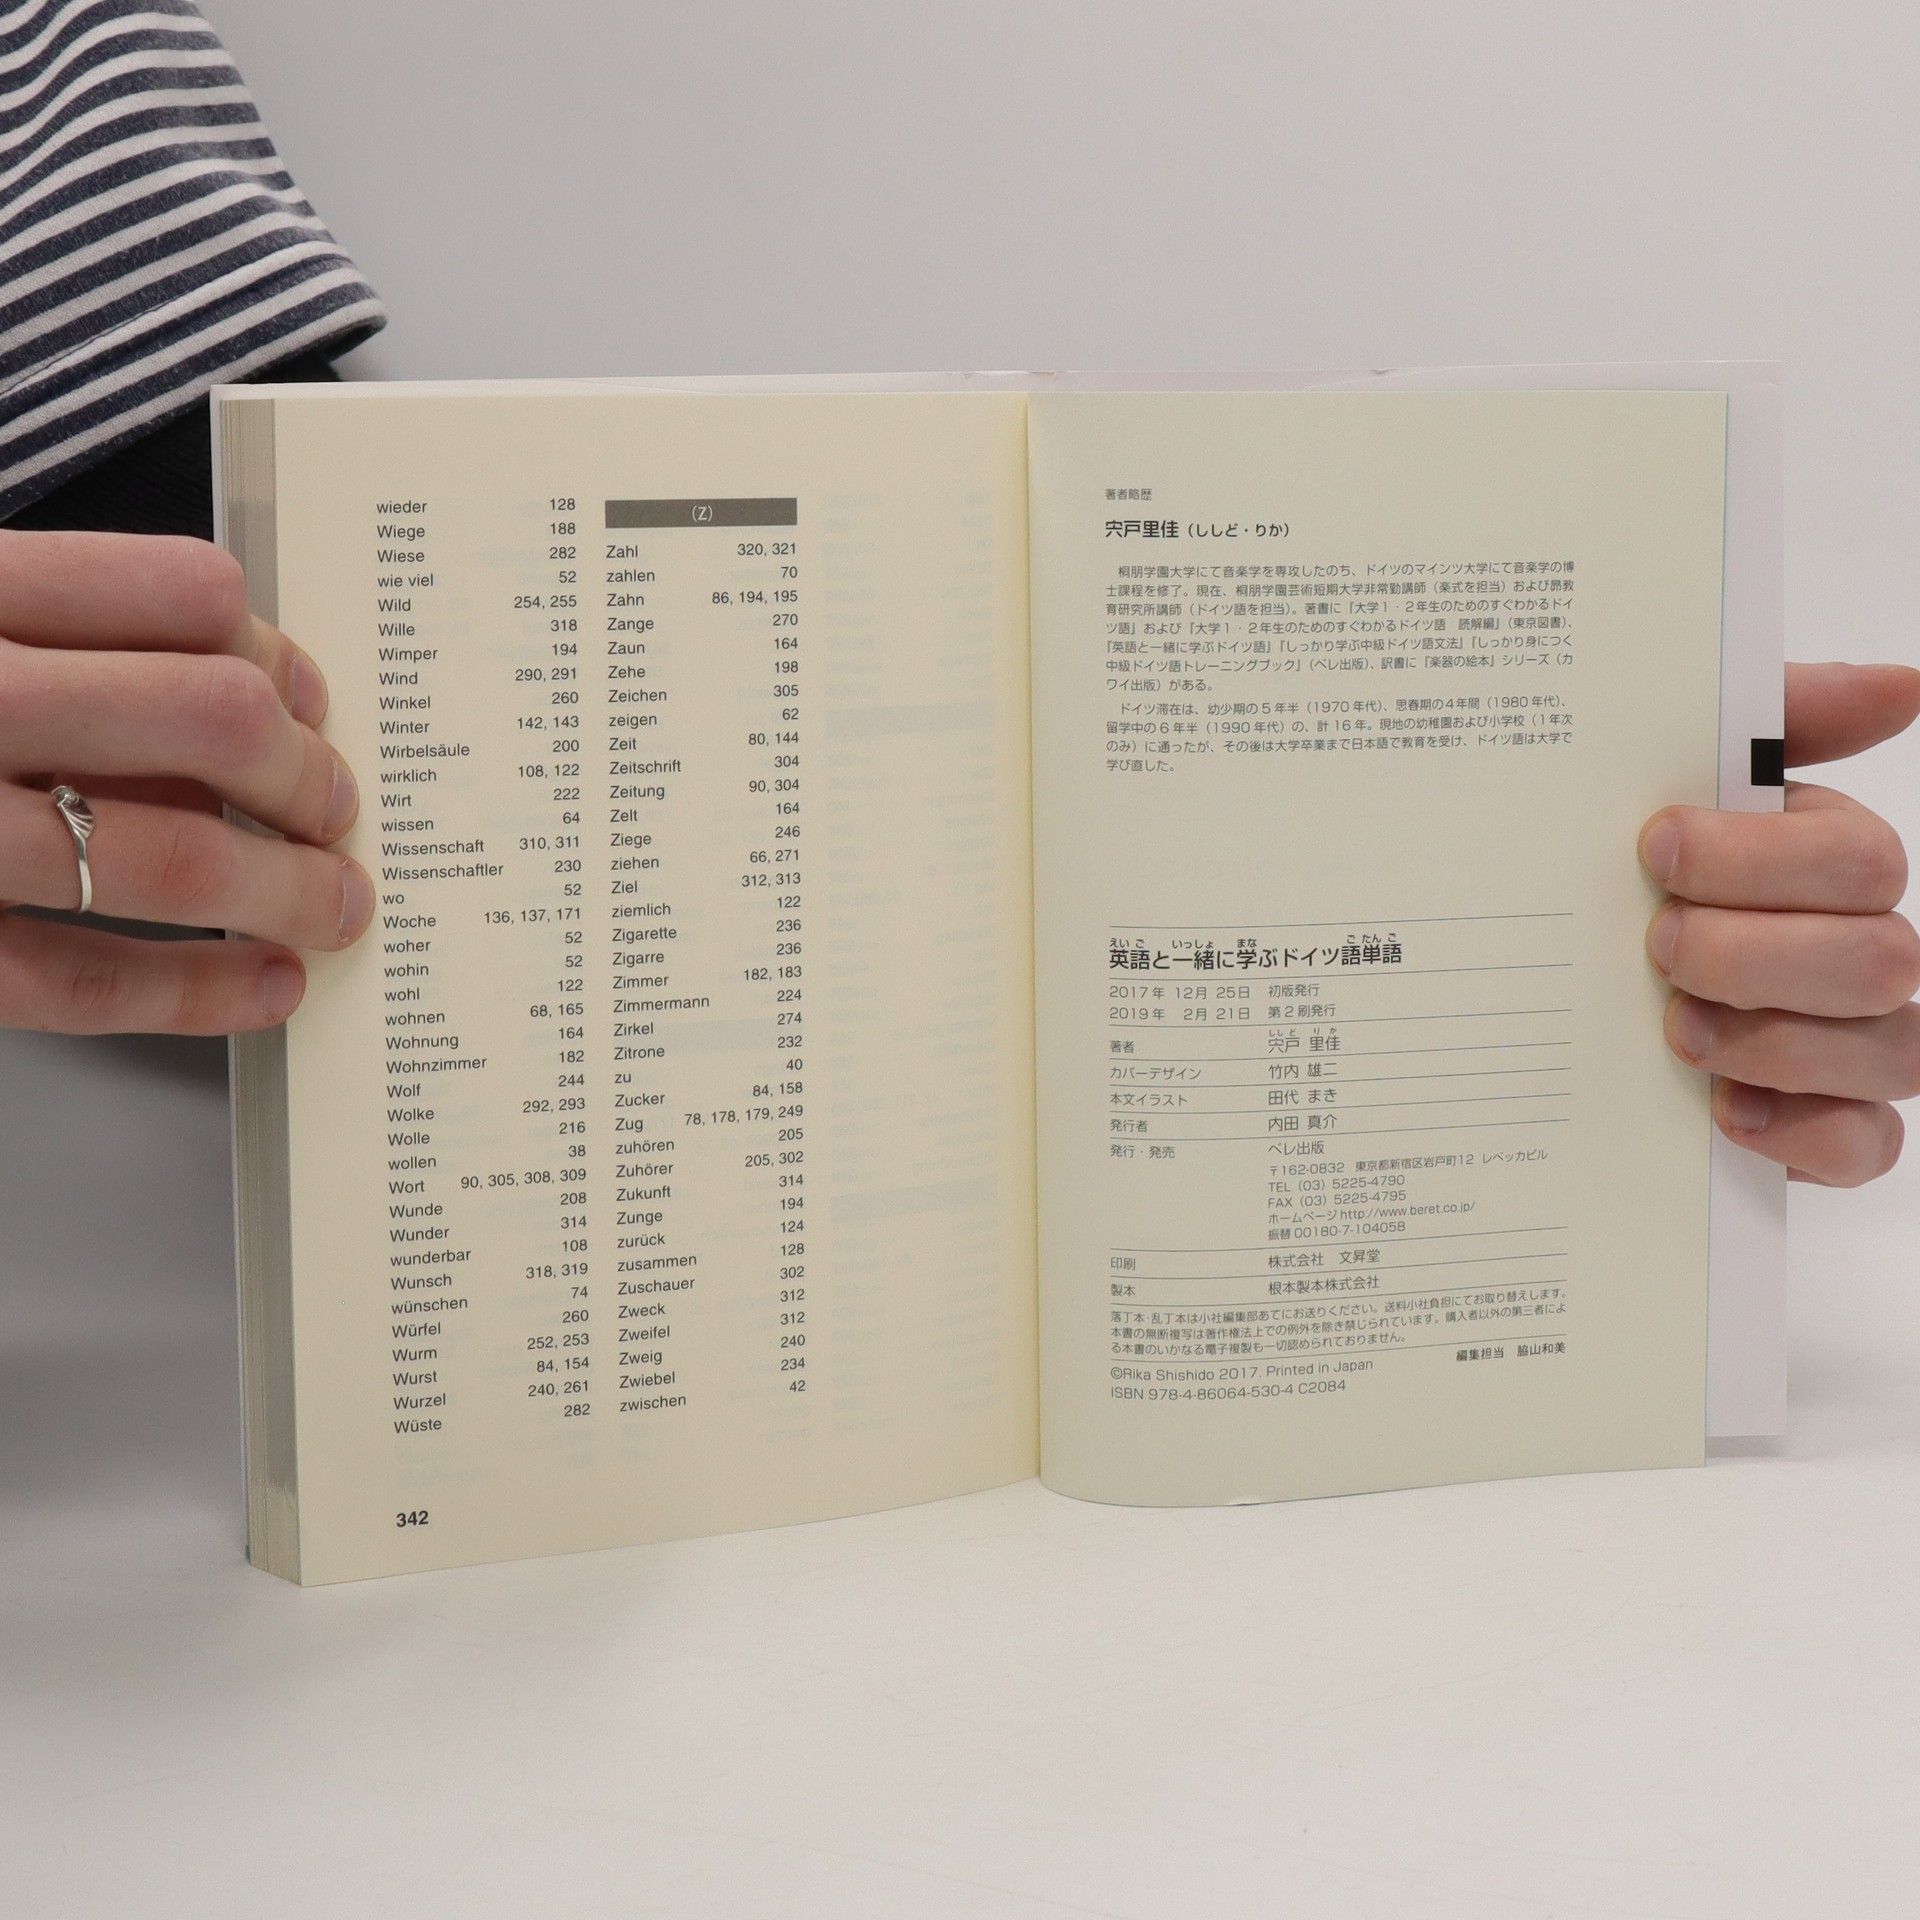 wieder 128
Wiege 188
Wiese 282
wie viel 52
Wild 254, 255
Wille 318
Wimper 194
Wind 290, 291
Winkel 260
Winter 142, 143
Wirbelsäule 200
wirklich 108, 122
Wirt 222
wissen 64
Wissenschaft 310, 311
Wissenschaftler 230
wo 52
Woche 136, 137, 171
woher 52
wohin 52
wohl 122
wohnen 68, 165
Wohnung 164
Wohnzimmer 182
Wolf 244
Wolke 292, 293
Wolle 216
wollen 38
Wort 90, 305, 308, 309
Wunde 208
Wunder 314
wunderbar 108
Wunsch 318, 319
wünschen 74
Würfel 260
Wurm 252, 253
Wurst 84, 154
Wurzel 240, 261
Wüste 282
(Z)
Zahl 320, 321
zahlen 70
Zahn 86, 194, 195
Zange 270
Zaun 164
Zehe 198
Zeichen 305
zeigen 62
Zeit 80, 144
Zeitschrift 304
Zeitung 90, 304
Zelt 164
Ziege 246
ziehen 66, 271
Ziel 312, 313
ziemlich 122
Zigarette 236
Zigarre 236
Zimmer 182, 183
Zimmermann 224
Zirkel 274
Zitrone 232
zu 40
Zucker 84, 158
Zug 78, 178, 179, 249
zuhören 205
Zuhörer 205, 302
Zukunft 314
Zunge 194
zurück 124
zusammen 128
Zuschauer 302
Zweck 312
Zweifel 312
Zweig 240
Zwiebel 234
zwischen 42
342
著者略歴
宍戸里佳（ししど・りか）
桐朋学園大学にて音楽学を専攻したのち、ドイツのマインツ大学にて音楽学の博
士課程を修了。現在、桐朋学園芸術短期大学非常勤講師（楽式を担当）および昴教
育研究所講師（ドイツ語を担当）。著書に『大学1・2年生のためのすぐわかるドイ
ツ語』および『大学1・2年生のためのすぐわかるドイツ語　読解編』（東京図書）、
『英語と一緒に学ぶドイツ語』『しっかり学ぶ中級ドイツ語文法』『しっかり身につく
中級ドイツ語トレーニングブック』（ベレ出版）、訳書に『楽器の絵本』シリーズ（カ
ワイ出版）がある。
ドイツ滞在は、幼少期の5年半（1970年代）、思春期の4年間（1980年代）、
留学中の6年半（1990年代）の、計16年。現地の幼稚園および小学校（1年次
のみ）に通ったが、その後は大学卒業まで日本語で教育を受け、ドイツ語は大学で
学び直した。
えいご いっしょ まな ごたんご
英語と一緒に学ぶドイツ語単語
2017年 12月 25日 初版発行
2019年 2月 21日 第2刷発行
ししど りか
著者 宍戸 里佳
カバーデザイン 竹内 雄二
本文イラスト 田代 まき
発行者 内田 真介
発行・発売 ベレ出版
〒162-0832 東京都新宿区岩戸町12 レベッカビル
TEL (03) 5225-4790
FAX (03) 5225-4795
ホームページ http://www.beret.co.jp/
振替 00180-7-104058
印刷 株式会社 文昇堂
製本 根本製本株式会社
落丁本・乱丁本は小社編集部あてにお送りください。送料小社負担にてお取り替えします。
本書の無断複写は著作権法上での例外を除き禁じられています。購入者以外の第三者によ
る本書のいかなる電子複製も一切認められておりません。
編集担当 脇山和美
©Rika Shishido 2017. Printed in Japan
ISBN 978-4-86064-530-4 C2084